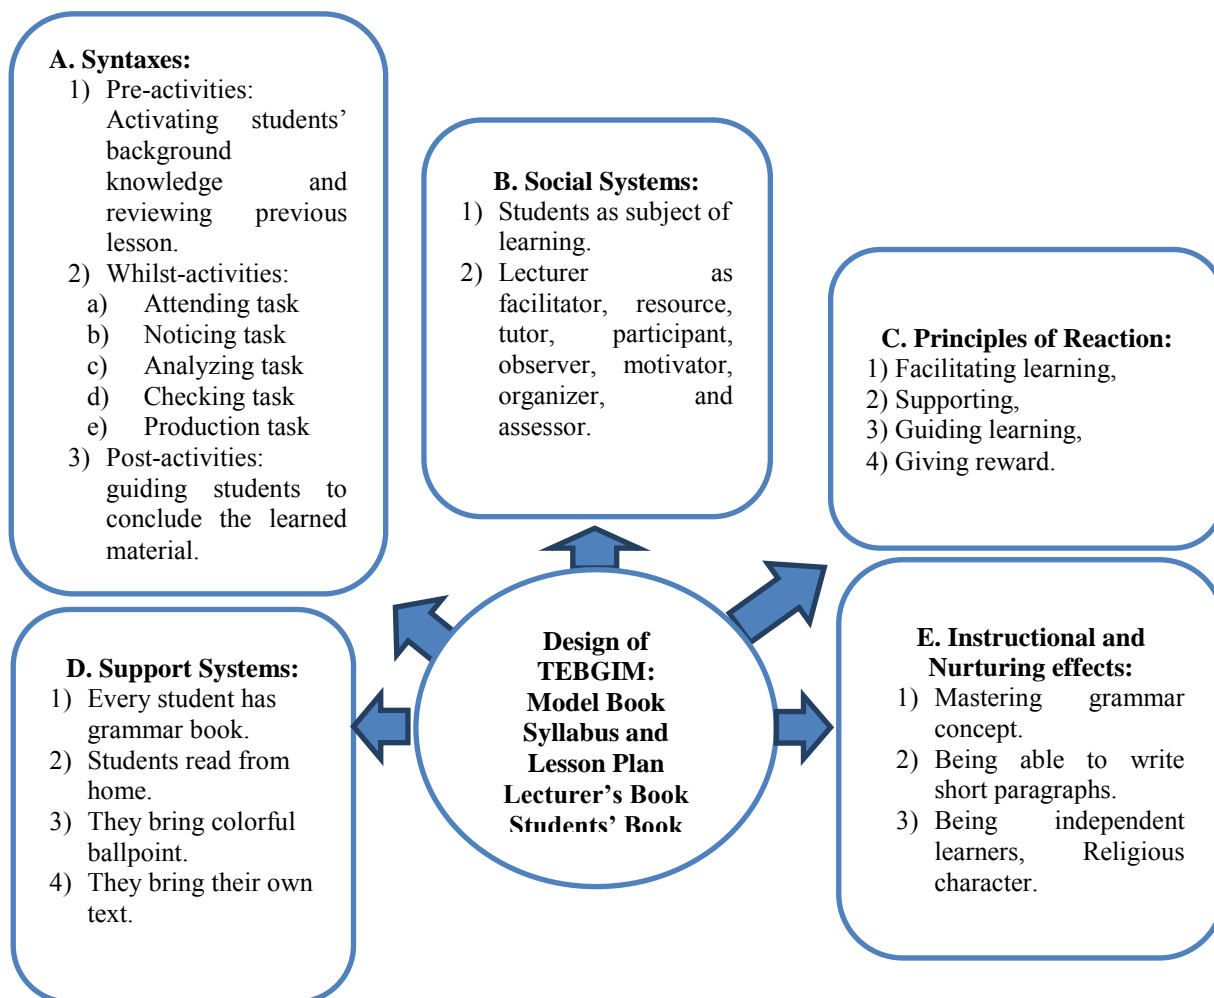 A. Syntaxes:
1) Pre-activities:
Activating students’
background
knowledge and
reviewing previous
lesson.
2) Whilst-activities:
a) Attending task
b) Noticing task
c) Analyzing task
d) Checking task
e) Production task
3) Post-activities:
guiding students to
conclude the learned
material.
B. Social Systems:
1) Students as subject of
learning.
2) Lecturer as
facilitator, resource,
tutor, participant,
observer, motivator,
organizer, and
assessor.
C. Principles of Reaction:
1) Facilitating learning,
2) Supporting,
3) Guiding learning,
4) Giving reward.
D. Support Systems:
1) Every student has
grammar book.
2) Students read from
home.
3) They bring colorful
ballpoint.
4) They bring their own
text.
Design of
TEBGIM:
Model Book
Syllabus and
Lesson Plan
Lecturer’s Book
Students’ Book
E. Instructional and
Nurturing effects:
1) Mastering grammar
concept.
2) Being able to write
short paragraphs.
3) Being independent
learners, Religious
character.